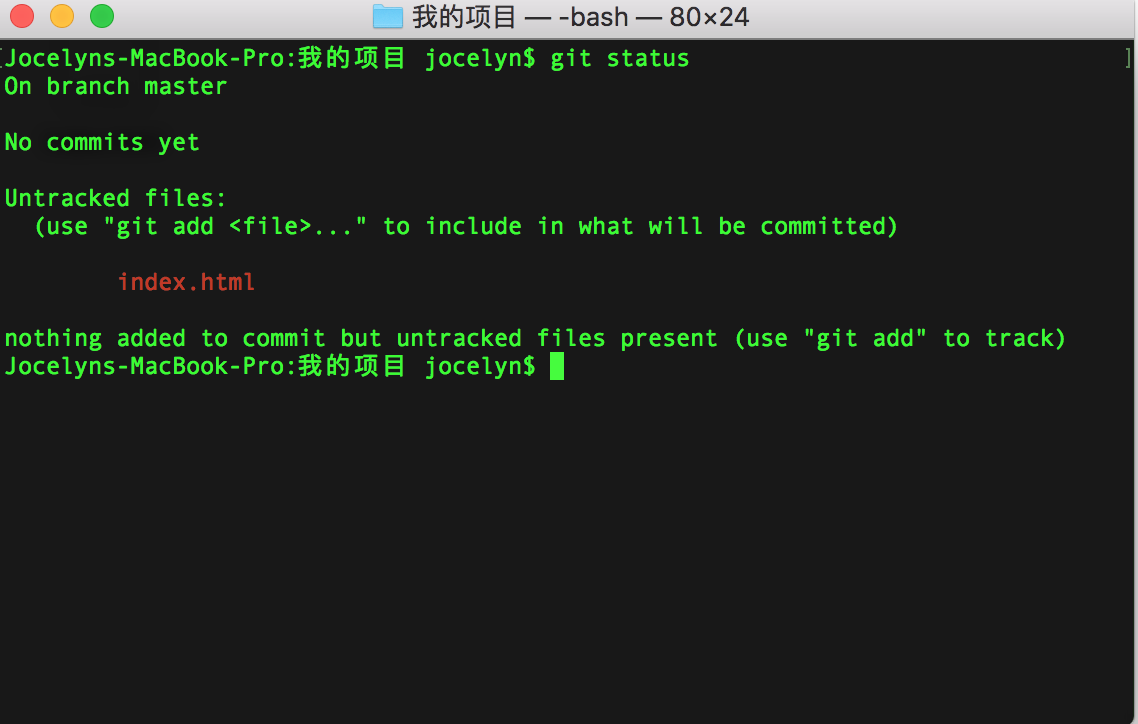 我的项目 — -bash — 80×24
[Jocelyns-MacBook-Pro:我的项目 jocelyn$ git status ]
On branch master
No commits yet
Untracked files:
(use "git add <file>..." to include in what will be committed)
index.html
nothing added to commit but untracked files present (use "git add" to track)
Jocelyns-MacBook-Pro:我的项目 jocelyn$